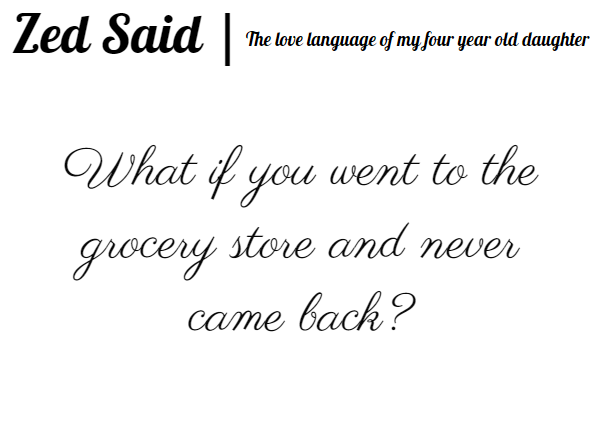 Zed Said | The love language of my four year old daughter
What if you went to the
grocery store and never
came back?